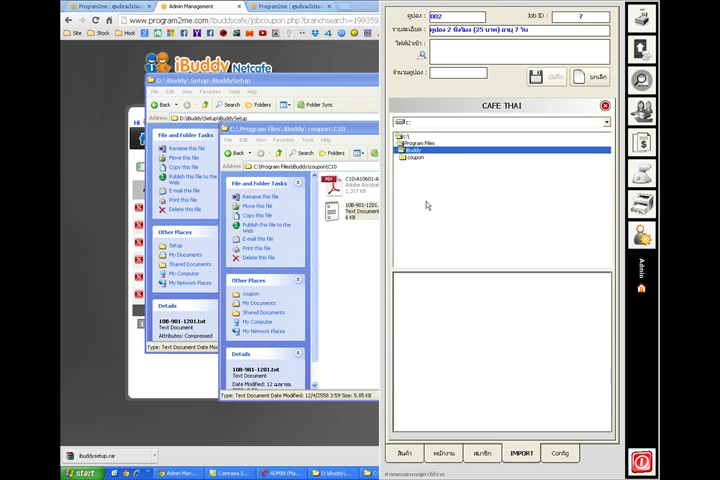 Program2me : ศูนย์รวมโปรแ
Admin Management
Program2me : ศูนย์รวมโปรแ
www.program2me.com/ibuddycafe/jobcoupon.php?branchsearch=199359
Site
Stock
Host
iBuddy Netcafe
D:\iBuddy\Setup\iBuddySetup
File Edit View Favorites Tools Help
Back Search Folders Folder Sync
Address D:\iBuddy\Setup\iBuddySetup
File and Folder Tasks
Rename this file
Move this file
Copy this file
Publish this file to the Web
E-mail this file
Print this file
Delete this file
Other Places
Setup
My Documents
Shared Documents
My Computer
My Network Places
Details
10B-901-1201.txt
Text Document
Attributes: Compressed
Type: Text Document Date Mod
C:\Program Files\iBuddy\coupon\C10
File Edit View Favorites Tools Help
Back Search Folders
Address C:\Program Files\iBuddy\coupon\C10
File and Folder Tasks
Rename this file
Move this file
Copy this file
Publish this file to the Web
E-mail this file
Print this file
Delete this file
Other Places
coupon
My Documents
Shared Documents
My Computer
My Network Places
Details
10B-901-1201.txt
Text Document
Date Modified: 12 เมษายน
Type: Text Document Date Modified: 12/4/2558 3:59 Size: 5.85 KB
C10-A10601-A
Adobe Acrobat
1,317 KB
10B-901-1201.
Text Document
6 KB
คูปอง : 002
Job ID : 7
รายละเอียด : คูปอง 2 ชั่วโมง (25 บาท) อายุ 7 วัน
ไฟล์นำเข้า :
จำนวนคูปอง :
บันทึก
ยกเลิก
CAFE THAI
c:
c:\
Program Files
iBuddy
coupon
สินค้า
พนักงาน
สมาชิก
IMPORT
Config
Admin
ibuddysetup.rar
start
Admin Man...
Camtasia S...
ADMIN (Ma...
D:\iBuddy\...